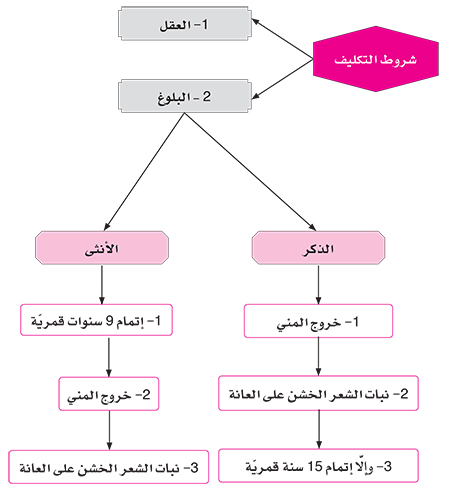 شروط التكليف
1- العقل
2 - البلوغ
الذكر
1- خروج المني
2- نبات الشعر الخشن على العانة
3- وإلّا إتمام 15 سنة قمريّة
الأنثى
1- إتمام 9 سنوات قمريّة
2- خروج المني
3- نبات الشعر الخشن على العانة